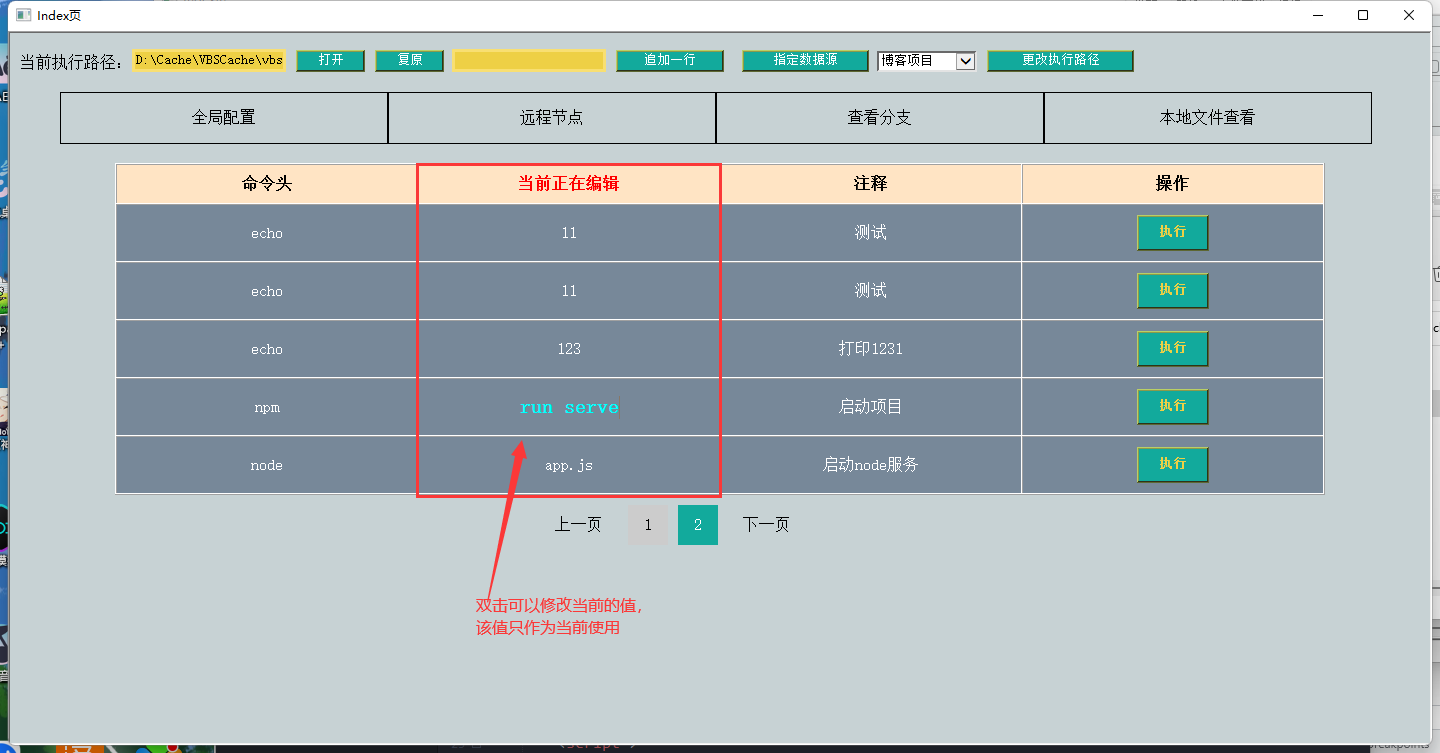 Index页
当前执行路径: D:\Cache\VBSCache\vbs 打开 复原 追加一行 指定数据源 博客项目 更改执行路径
全局配置 远程节点 查看分支 本地文件查看
命令头 当前正在编辑 注释 操作
echo 11 测试 执行
echo 11 测试 执行
echo 123 打印1231 执行
npm run serve 启动项目 执行
node app.js 启动node服务 执行
上一页 1 2 下一页
双击可以修改当前的值，
该值只作为当前使用